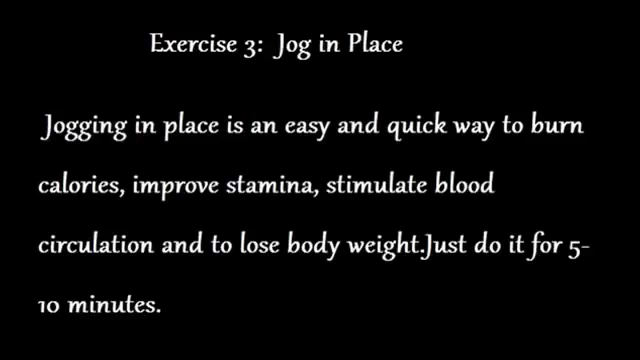 Exercise 3: Jog in Place
Jogging in place is an easy and quick way to burn
calories, improve stamina, stimulate blood
circulation and to lose body weight.Just do it for 5-
10 minutes.